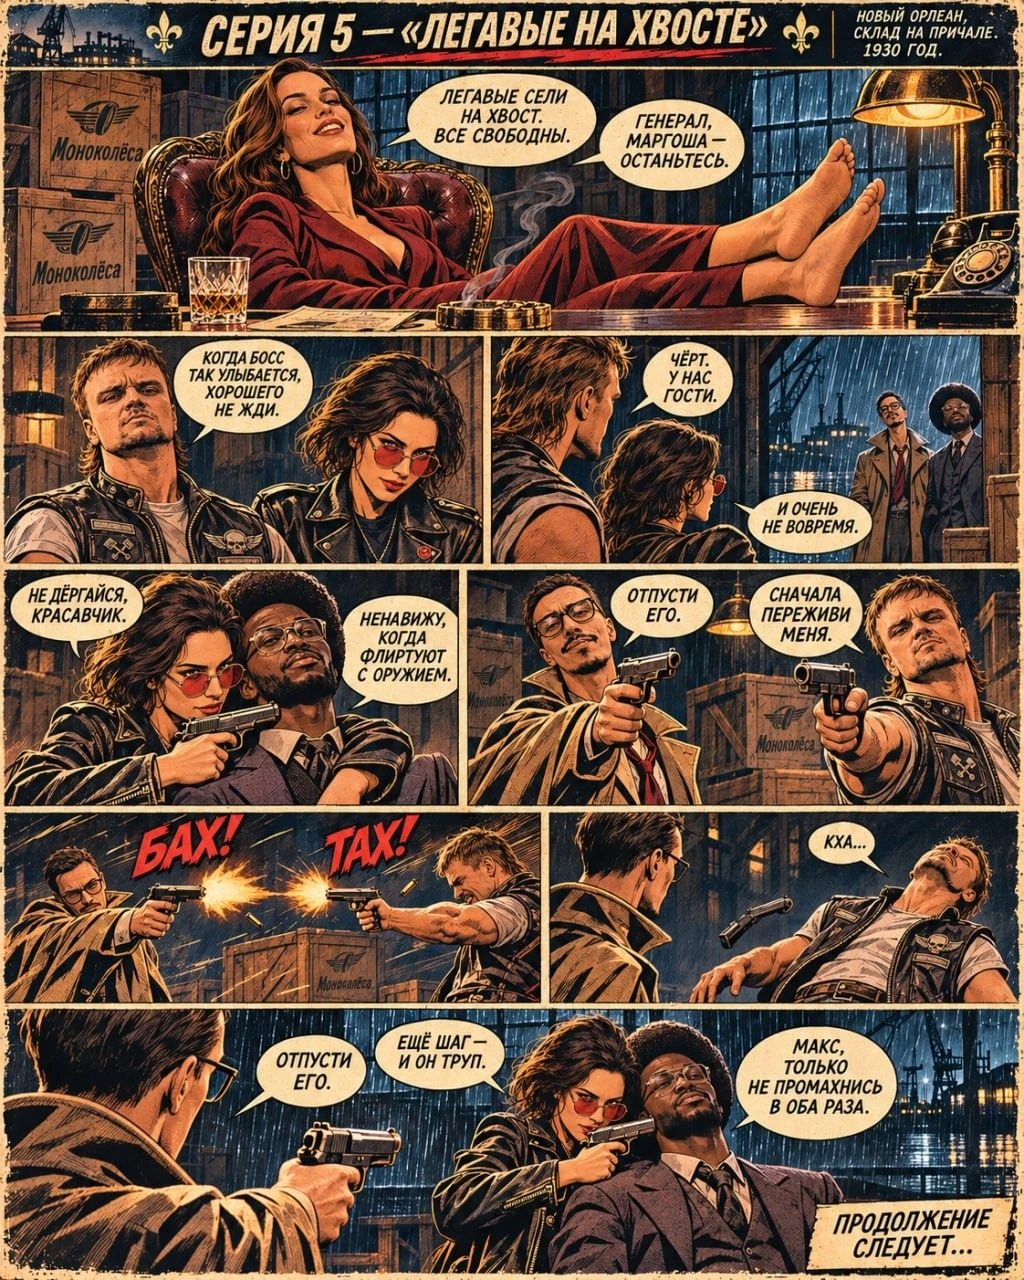 СЕРИЯ 5 — «ЛЕГАВЫЕ НА ХВОСТЕ»
НОВЫЙ ОРЛЕАН,
СКЛАД НА ПРИЧАЛЕ.
1930 ГОД.
Моноколёса
Моноколёса
ЛЕГАВЫЕ СЕЛИ
НА ХВОСТ.
ВСЕ СВОБОДНЫ.
ГЕНЕРАЛ,
МАРГОША —
ОСТАНЬТЕСЬ.
КОГДА БОСС
ТАК УЛЫБАЕТСЯ,
ХОРОШЕГО
НЕ ЖДИ.
ЧЁРТ.
У НАС
ГОСТИ.
И ОЧЕНЬ
НЕ ВОВРЕМЯ.
НЕ ДЁРГАЙСЯ,
КРАСАВЧИК.
НЕНАВИЖУ,
КОГДА
ФЛИРТУЮТ
С ОРУЖИЕМ.
ОТПУСТИ
ЕГО.
СНАЧАЛА
ПЕРЕЖИВИ
МЕНЯ.
Моноколёса
Моноколёса
БАХ!
ТАХ!
Моноколёса
КХА...
ОТПУСТИ
ЕГО.
ЕЩЁ ШАГ —
И ОН ТРУП.
МАКС,
ТОЛЬКО
НЕ ПРОМАХНИСЬ
В ОБА РАЗА.
ПРОДОЛЖЕНИЕ
СЛЕДУЕТ...